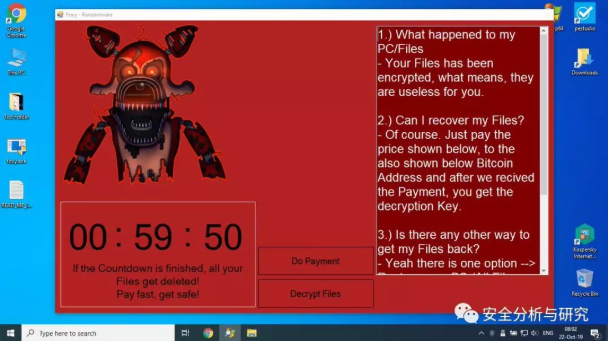 Foxy - Ransomware
1.) What happened to my
PC/Files
- Your Files has been
encrypted, what means, they
are useless for you.
2.) Can I recover my Files?
- Of course. Just pay the
price shown below, to the
also shown below Bitcoin
Address and after we recived
the Payment, you get the
decryption Key.
3.) Is there any other way to
get my Files back?
- Yeah there is one option -->
00 : 59 : 50
If the Countdown is finished, all your
Files get deleted!
Pay fast, get safe!
Do Payment
Decrypt Files
Google
Chrome
pestudio
Downloads
Kaspersky
Internet...
Recycle Bin
安全分析与研究
Type here to search
ENG
08:02
22-Oct-19